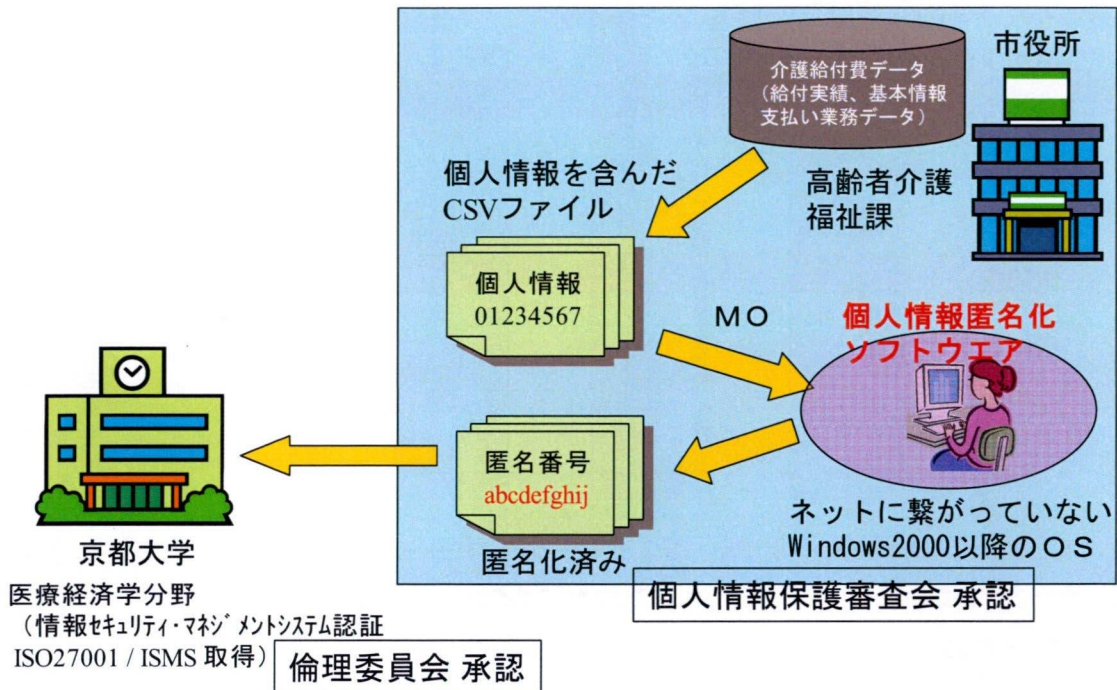 市役所
介護給付費データ
(給付実績、基本情報
支払い業務データ)
高齢者介護
福祉課
個人情報を含んだ
CSVファイル
個人情報
01234567
MO
個人情報匿名化
ソフトウエア
ネットに繋がっていない
Windows2000以降のOS
匿名番号
abcdefghij
匿名化済み
個人情報保護審査会 承認
京都大学
医療経済学分野
(情報セキュリティ・マネジメントシステム認証
ISO27001 / ISMS 取得)
倫理委員会 承認